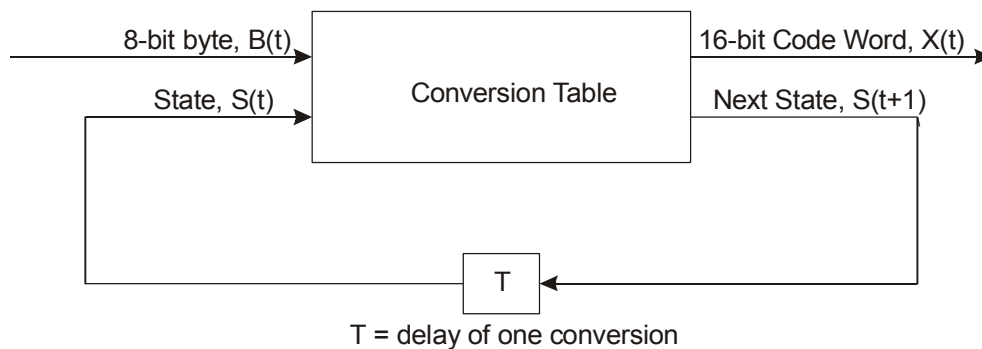 8-bit byte, B(t)
16-bit Code Word, X(t)
Conversion Table
State, S(t)
Next State, S(t+1)
T
T = delay of one conversion